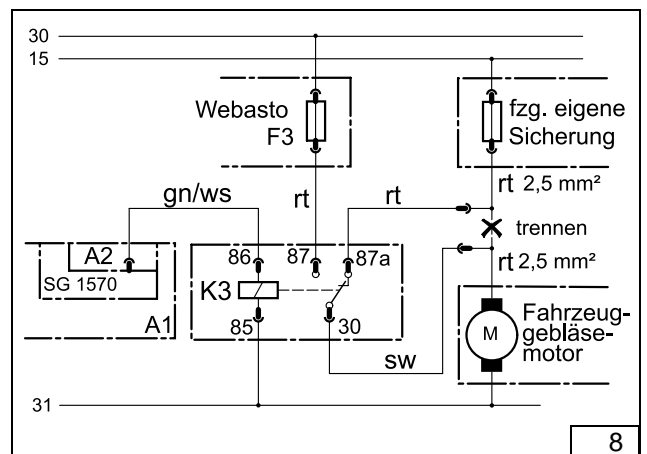 30
15
Webasto
F3
fzg. eigene
Sicherung
gn/ws
rt
rt
rt 2,5 mm²
trennen
A2
SG 1570
A1
86
87
87a
K3
85
30
rt 2,5 mm²
sw
M
Fahrzeug-
gebläse-
motor
31
8